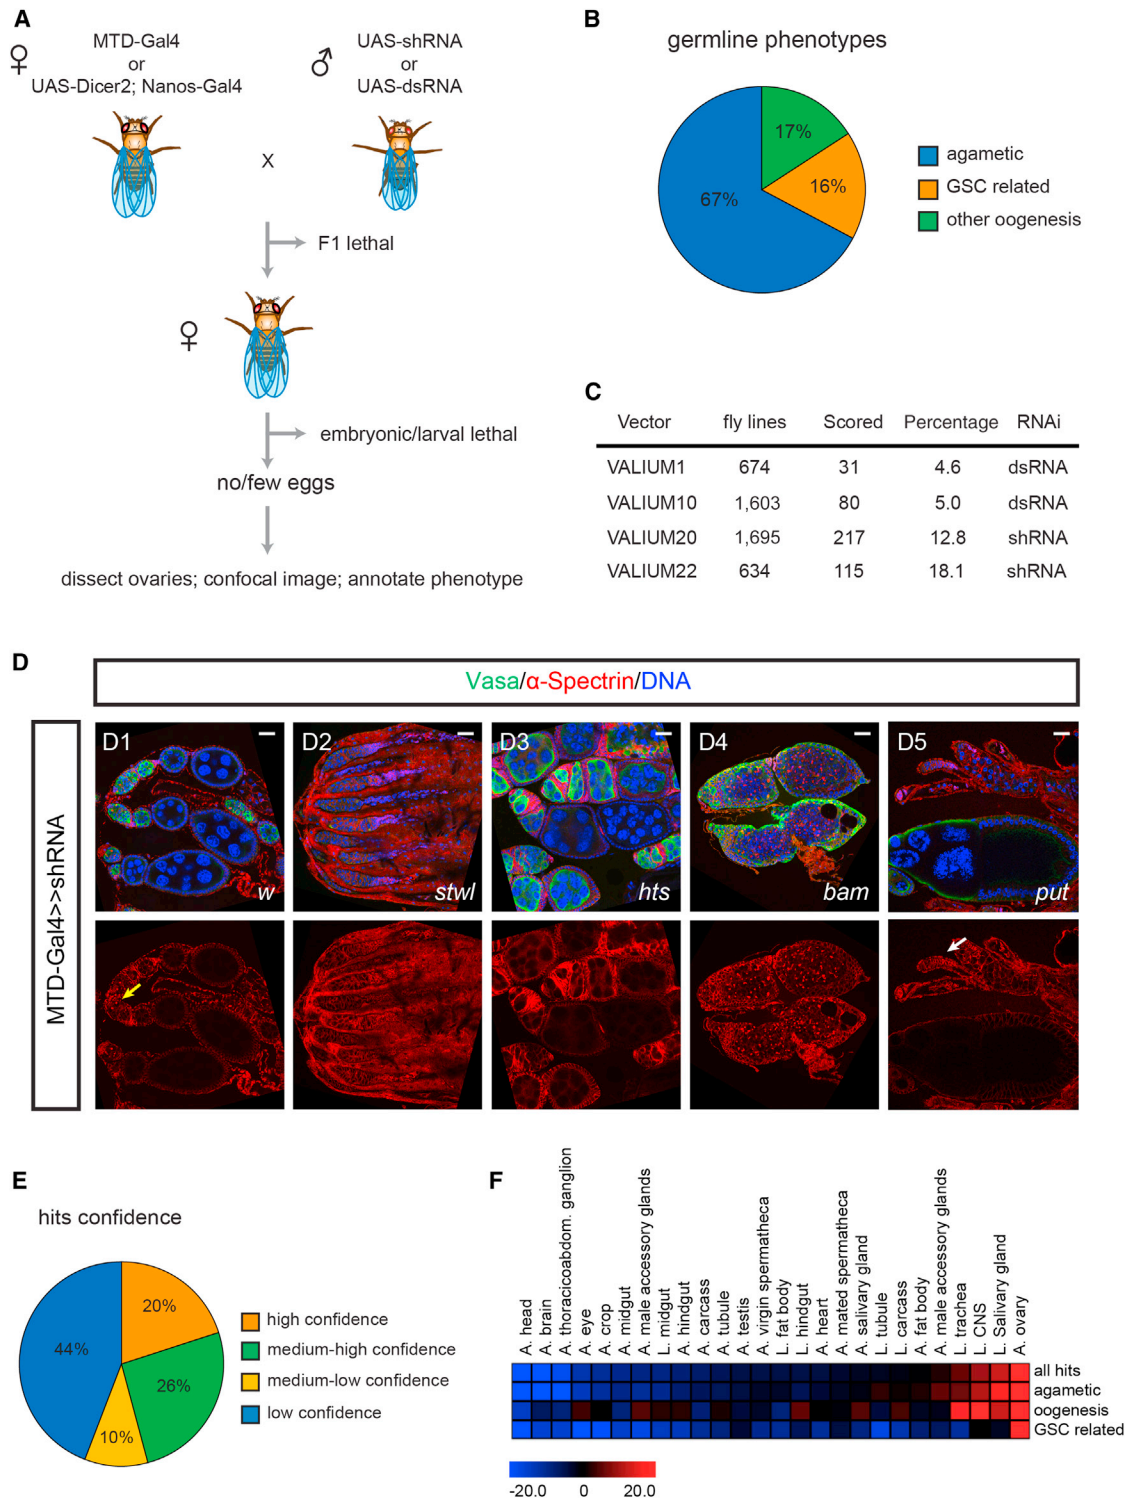 A
♀
MTD-Gal4
or
UAS-Dicer2; Nanos-Gal4
♂
UAS-shRNA
or
UAS-dsRNA
X
F1 lethal
♀
embryonic/larval lethal
no/few eggs
dissect ovaries; confocal image; annotate phenotype
B
germline phenotypes
17%
16%
67%
agametic
GSC related
other oogenesis
C
Vector fly lines Scored Percentage RNAi
VALIUM1 674 31 4.6 dsRNA
VALIUM10 1,603 80 5.0 dsRNA
VALIUM20 1,695 217 12.8 shRNA
VALIUM22 634 115 18.1 shRNA
D
Vasa/α-Spectrin/DNA
MTD-Gal4>>shRNA
D1
w
D2
stwl
D3
hts
D4
bam
D5
put
E
hits confidence
20%
26%
10%
44%
high confidence
medium-high confidence
medium-low confidence
low confidence
F
A. head
A. brain
A. thoracicoabdom. ganglion
A. eye
A. crop
A. midgut
A. male accessory glands
L. midgut
A. hindgut
A. carcass
A. tubule
A. testis
A. virgin spermatheca
L. fat body
L. hindgut
A. heart
A. mated spermatheca
A. salivary gland
L. tubule
L. carcass
A. fat body
A. male accessory glands
L. trachea
L. CNS
L. Salivary gland
A. ovary
all hits
agametic
oogenesis
GSC related
-20.0 0 20.0